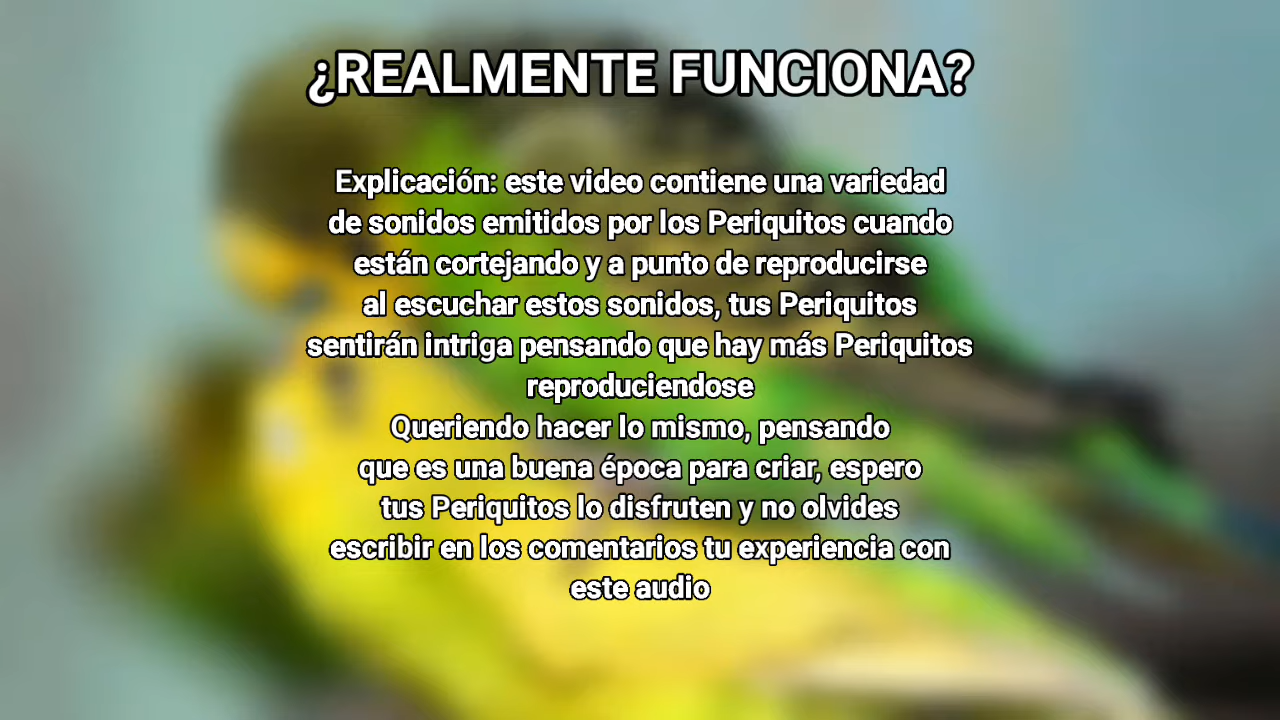 ¿REALMENTE FUNCIONA?
Explicación: este video contiene una variedad
de sonidos emitidos por los Periquitos cuando
están cortejando y a punto de reproducirse
al escuchar estos sonidos, tus Periquitos
sentirán intriga pensando que hay más Periquitos
reproduciendose
Queriendo hacer lo mismo, pensando
que es una buena época para criar, espero
tus Periquitos lo disfruten y no olvides
escribir en los comentarios tu experiencia con
este audio